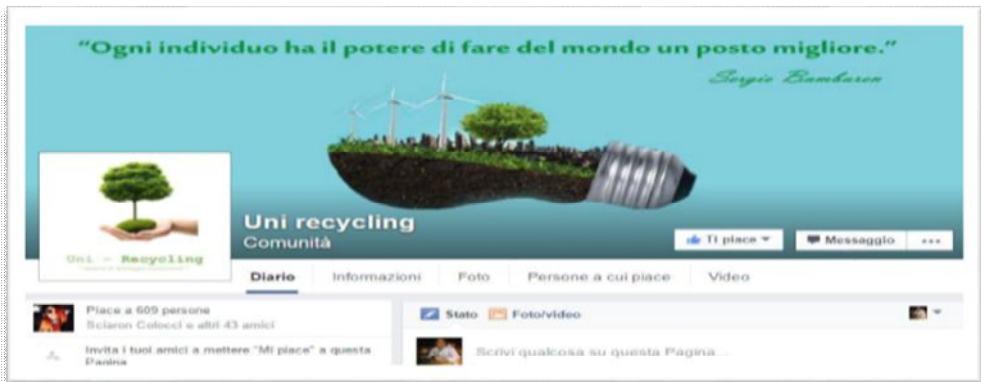 "Ogni individuo ha il potere di fare del mondo un posto migliore."
Sergio Bambaren
Uni - Recycling
Uni recycling
Comunità
Ti piace
Messaggio
Diario Informazioni Foto Persone a cui piace Video
Piace a 609 persone
Sciaron Colocci e altri 43 amici
Invita i tuoi amici a mettere "Mi piace" a questa
Pagina
Stato Foto/video
Scrivi qualcosa su questa Pagina...